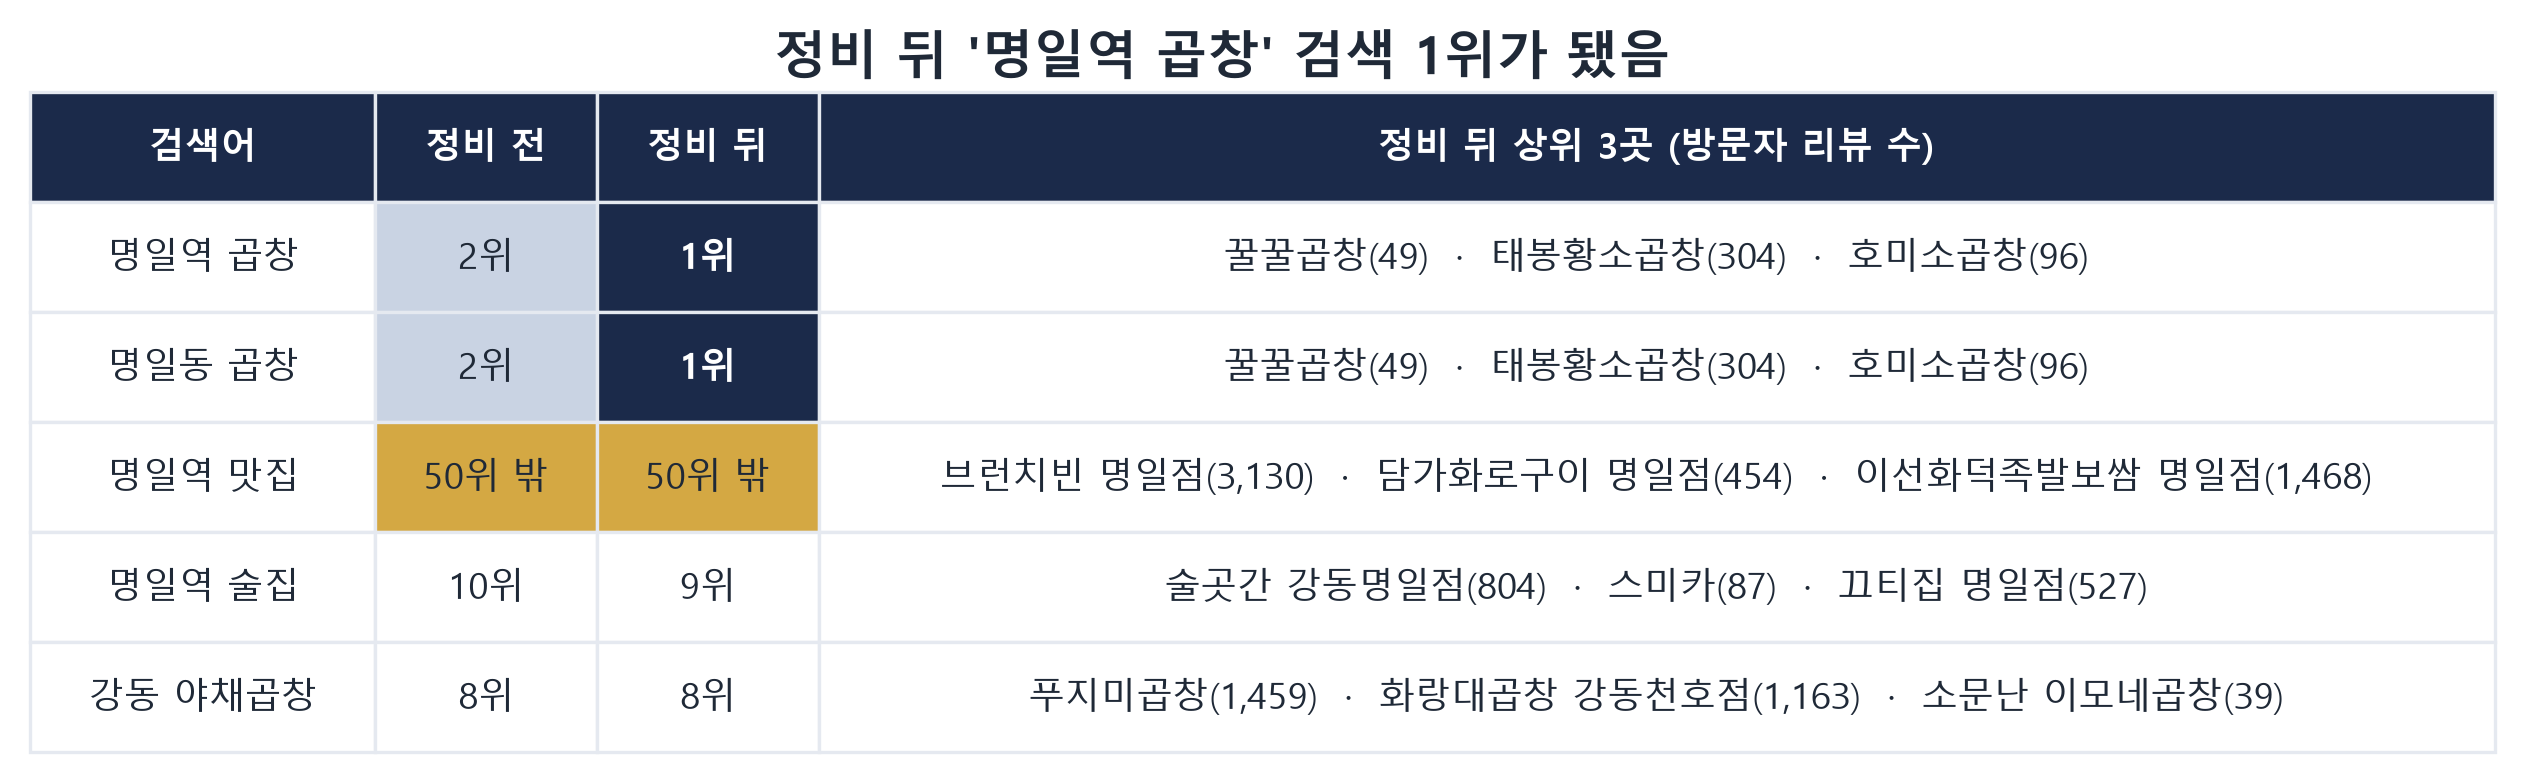 정비 뒤 '명일역 곱창' 검색 1위가 됐음
검색어 정비 전 정비 뒤 정비 뒤 상위 3곳 (방문자 리뷰 수)
명일역 곱창 2위 1위 꿀꿀곱창(49) · 태봉황소곱창(304) · 호미소곱창(96)
명일동 곱창 2위 1위 꿀꿀곱창(49) · 태봉황소곱창(304) · 호미소곱창(96)
명일역 맛집 50위 밖 50위 밖 브런치빈 명일점(3,130) · 담가화로구이 명일점(454) · 이선화덕족발보쌈 명일점(1,468)
명일역 술집 10위 9위 술곳간 강동명일점(804) · 스미카(87) · 끄티집 명일점(527)
강동 야채곱창 8위 8위 푸지미곱창(1,459) · 화랑대곱창 강동천호점(1,163) · 소문난 이모네곱창(39)